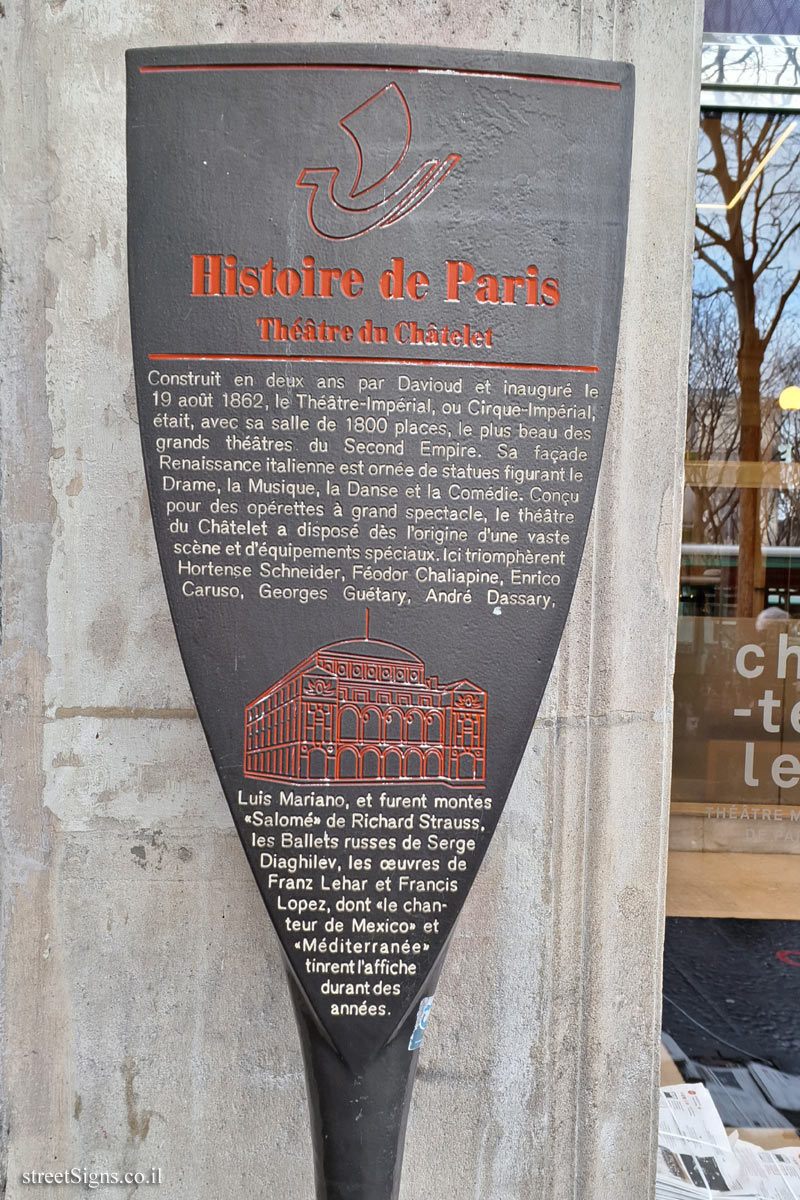 Histoire de Paris
Théâtre du Châtelet
Construit en deux ans par Davioud et inauguré le
19 août 1862, le Théâtre-Impérial, ou Cirque-Impérial,
était, avec sa salle de 1800 places, le plus beau des
grands théâtres du Second Empire. Sa façade
Renaissance italienne est ornée de statues figurant le
Drame, la Musique, la Danse et la Comédie. Conçu
pour des opérettes à grand spectacle, le théâtre
du Châtelet a disposé dès l'origine d'une vaste
scène et d'équipements spéciaux. Ici triomphèrent
Hortense Schneider, Féodor Chaliapine, Enrico
Caruso, Georges Guétary, André Dassary,
Luis Mariano, et furent montes
«Salomé» de Richard Strauss,
les Ballets russes de Serge
Diaghilev, les œuvres de
Franz Lehar et Francis
Lopez, dont «le chan-
teur de Mexico» et
«Méditerranée»
tinrent l'affiche
durant des
années.
ch
-t
le
THÉÂTRE M
DE PA
streetSigns.co.il